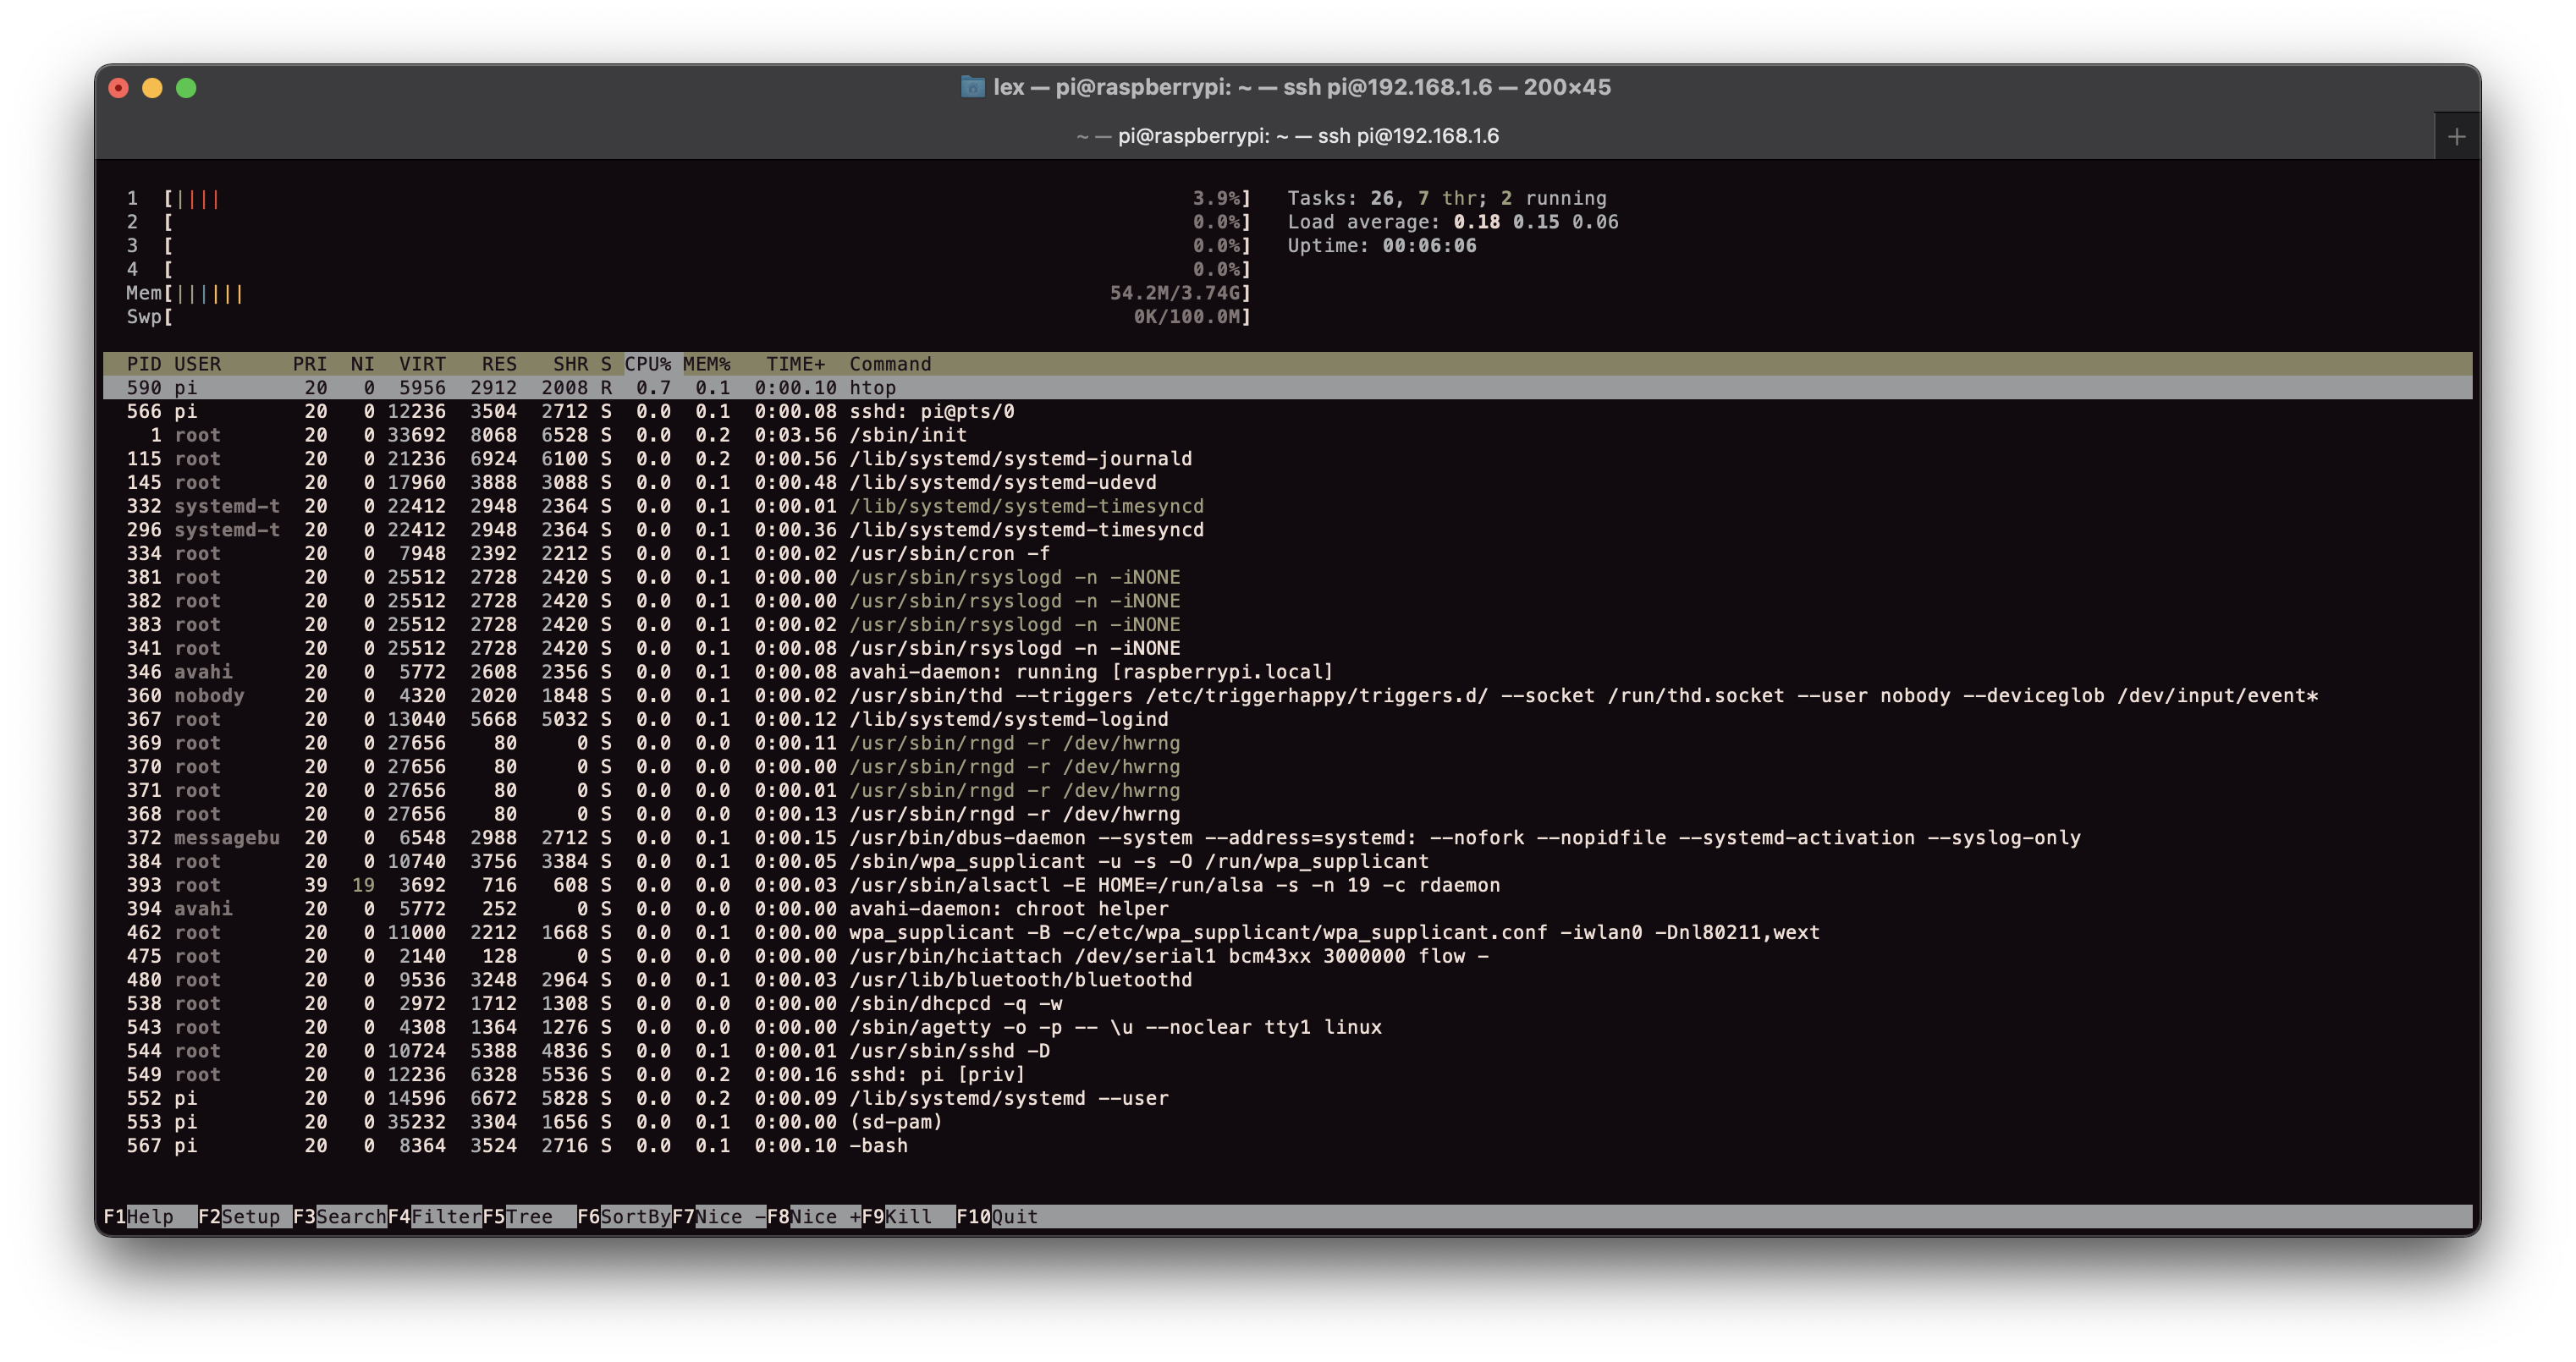 lex — pi@raspberrypi: ~ — ssh pi@192.168.1.6 — 200×45
~ — pi@raspberrypi: ~ — ssh pi@192.168.1.6
1 [|||| 3.9%] Tasks: 26, 7 thr; 2 running
2 [ 0.0%] Load average: 0.18 0.15 0.06
3 [ 0.0%] Uptime: 00:06:06
4 [ 0.0%]
Mem[|||||| 54.2M/3.74G]
Swp[ 0K/100.0M]
PID USER PRI NI VIRT RES SHR S CPU% MEM% TIME+ Command
590 pi 20 0 5956 2912 2008 R 0.7 0.1 0:00.10 htop
566 pi 20 0 12236 3504 2712 S 0.0 0.1 0:00.08 sshd: pi@pts/0
1 root 20 0 33692 8068 6528 S 0.0 0.2 0:03.56 /sbin/init
115 root 20 0 21236 6924 6100 S 0.0 0.2 0:00.56 /lib/systemd/systemd-journald
145 root 20 0 17960 3888 3088 S 0.0 0.1 0:00.48 /lib/systemd/systemd-udevd
332 systemd-t 20 0 22412 2948 2364 S 0.0 0.1 0:00.01 /lib/systemd/systemd-timesyncd
296 systemd-t 20 0 22412 2948 2364 S 0.0 0.1 0:00.36 /lib/systemd/systemd-timesyncd
334 root 20 0 7948 2392 2212 S 0.0 0.1 0:00.02 /usr/sbin/cron -f
381 root 20 0 25512 2728 2420 S 0.0 0.1 0:00.00 /usr/sbin/rsyslogd -n -iNONE
382 root 20 0 25512 2728 2420 S 0.0 0.1 0:00.00 /usr/sbin/rsyslogd -n -iNONE
383 root 20 0 25512 2728 2420 S 0.0 0.1 0:00.02 /usr/sbin/rsyslogd -n -iNONE
341 root 20 0 25512 2728 2420 S 0.0 0.1 0:00.08 /usr/sbin/rsyslogd -n -iNONE
346 avahi 20 0 5772 2608 2356 S 0.0 0.1 0:00.08 avahi-daemon: running [raspberrypi.local]
360 nobody 20 0 4320 2020 1848 S 0.0 0.1 0:00.02 /usr/sbin/thd --triggers /etc/triggerhappy/triggers.d/ --socket /run/thd.socket --user nobody --deviceglob /dev/input/event*
367 root 20 0 13040 5668 5032 S 0.0 0.1 0:00.12 /lib/systemd/systemd-logind
369 root 20 0 27656 80 0 S 0.0 0.0 0:00.11 /usr/sbin/rngd -r /dev/hwrng
370 root 20 0 27656 80 0 S 0.0 0.0 0:00.00 /usr/sbin/rngd -r /dev/hwrng
371 root 20 0 27656 80 0 S 0.0 0.0 0:00.01 /usr/sbin/rngd -r /dev/hwrng
368 root 20 0 27656 80 0 S 0.0 0.0 0:00.13 /usr/sbin/rngd -r /dev/hwrng
372 messagebu 20 0 6548 2988 2712 S 0.0 0.1 0:00.15 /usr/bin/dbus-daemon --system --address=systemd: --nofork --nopidfile --systemd-activation --syslog-only
384 root 20 0 10740 3756 3384 S 0.0 0.1 0:00.05 /sbin/wpa_supplicant -u -s -O /run/wpa_supplicant
393 root 39 19 3692 716 608 S 0.0 0.0 0:00.03 /usr/sbin/alsactl -E HOME=/run/alsa -s -n 19 -c rdaemon
394 avahi 20 0 5772 252 0 S 0.0 0.0 0:00.00 avahi-daemon: chroot helper
462 root 20 0 11000 2212 1668 S 0.0 0.1 0:00.00 wpa_supplicant -B -c/etc/wpa_supplicant/wpa_supplicant.conf -iwlan0 -Dnl80211,wext
475 root 20 0 2140 128 0 S 0.0 0.0 0:00.00 /usr/bin/hciattach /dev/serial1 bcm43xx 3000000 flow -
480 root 20 0 9536 3248 2964 S 0.0 0.1 0:00.03 /usr/lib/bluetooth/bluetoothd
538 root 20 0 2972 1712 1308 S 0.0 0.0 0:00.00 /sbin/dhcpcd -q -w
543 root 20 0 4308 1364 1276 S 0.0 0.0 0:00.00 /sbin/agetty -o -p -- \u --noclear tty1 linux
544 root 20 0 10724 5388 4836 S 0.0 0.1 0:00.01 /usr/sbin/sshd -D
549 root 20 0 12236 6328 5536 S 0.0 0.2 0:00.16 sshd: pi [priv]
552 pi 20 0 14596 6672 5828 S 0.0 0.2 0:00.09 /lib/systemd/systemd --user
553 pi 20 0 35232 3304 1656 S 0.0 0.1 0:00.00 (sd-pam)
567 pi 20 0 8364 3524 2716 S 0.0 0.1 0:00.10 -bash
F1Help F2Setup F3SearchF4FilterF5Tree F6SortByF7Nice -F8Nice +F9Kill F10Quit